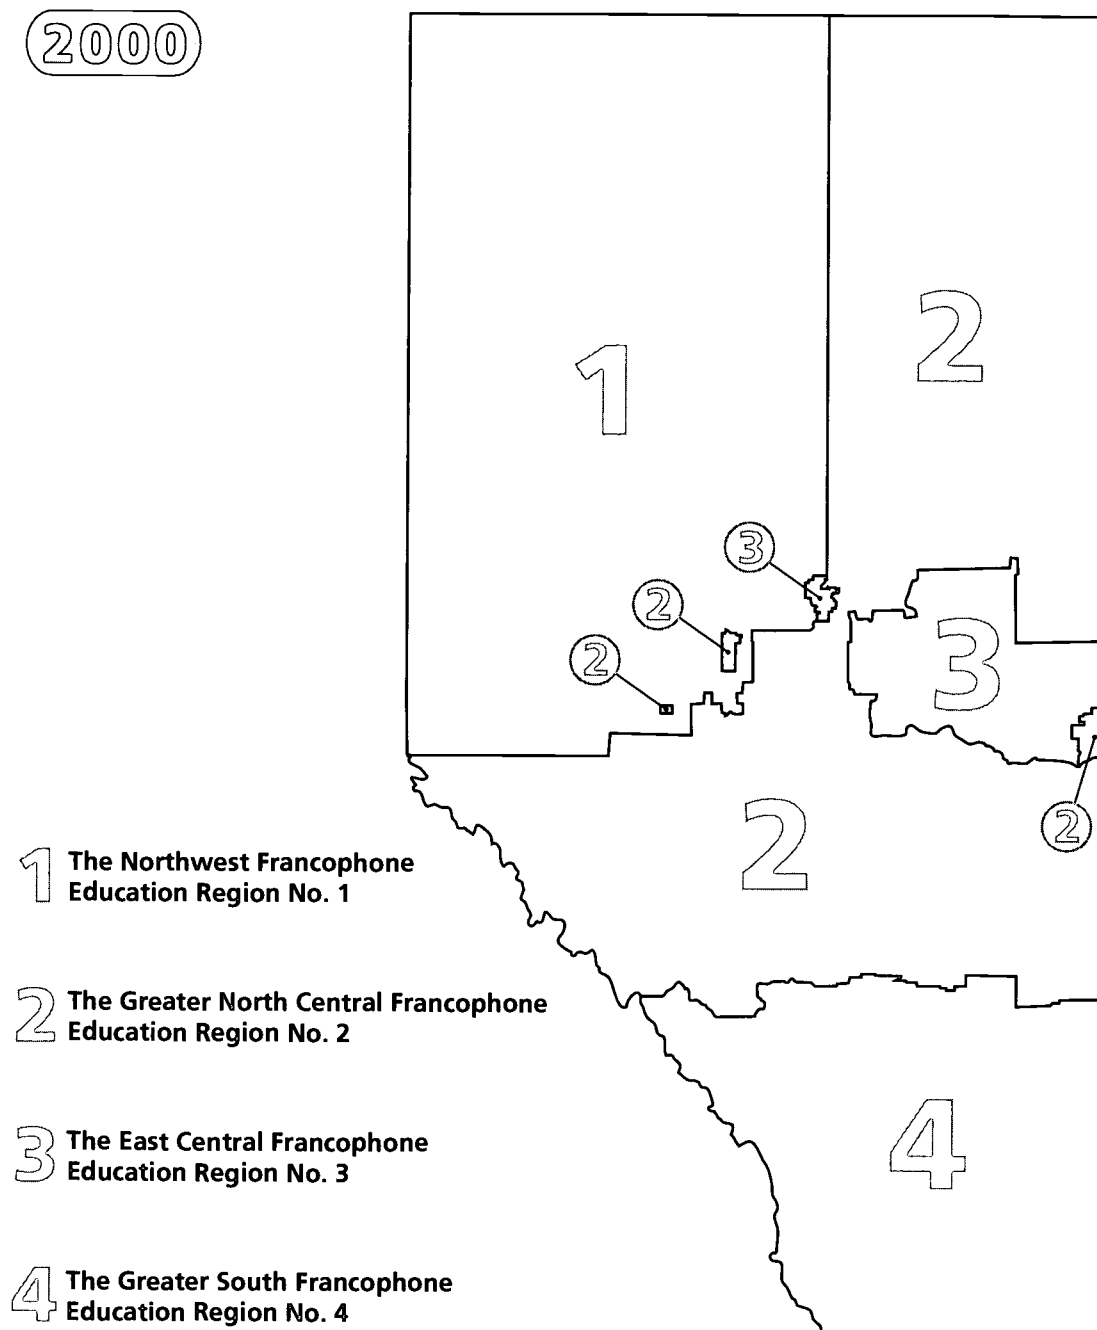 2000
1
2
3
2
2
3
2
2
4
1 The Northwest Francophone
Education Region No. 1
2 The Greater North Central Francophone
Education Region No. 2
3 The East Central Francophone
Education Region No. 3
4 The Greater South Francophone
Education Region No. 4